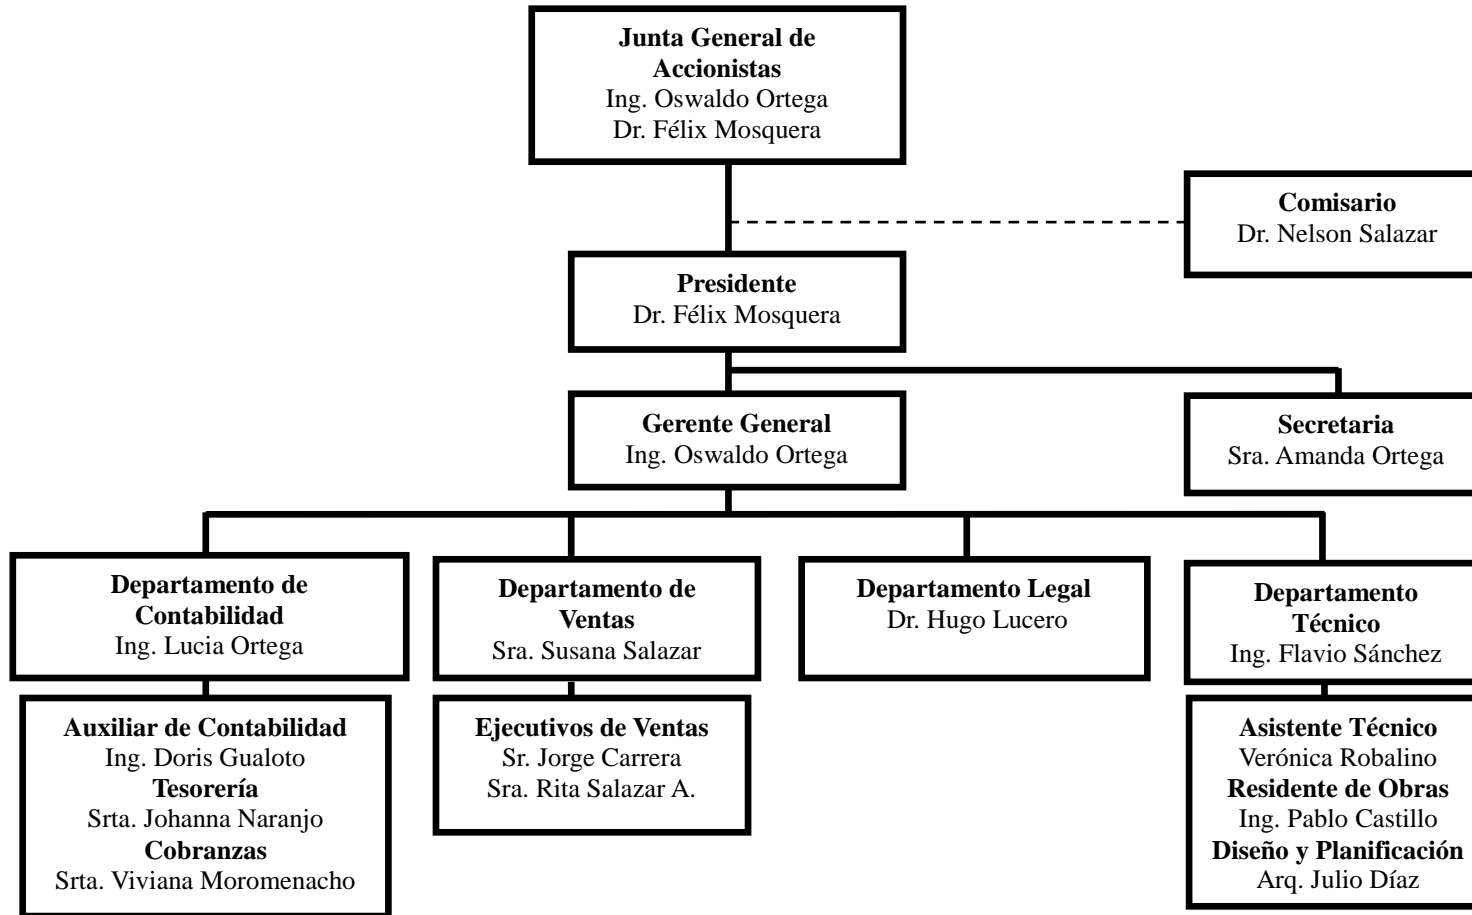 Junta General de
Accionistas
Ing. Oswaldo Ortega
Dr. Félix Mosquera
Comisario
Dr. Nelson Salazar
Presidente
Dr. Félix Mosquera
Gerente General
Ing. Oswaldo Ortega
Secretaria
Sra. Amanda Ortega
Departamento de
Contabilidad
Ing. Lucia Ortega
Departamento de
Ventas
Sra. Susana Salazar
Departamento Legal
Dr. Hugo Lucero
Departamento
Técnico
Ing. Flavio Sánchez
Auxiliar de Contabilidad
Ing. Doris Gualoto
Tesorería
Srta. Johanna Naranjo
Cobranzas
Srta. Viviana Moromenacho
Ejecutivos de Ventas
Sr. Jorge Carrera
Sra. Rita Salazar A.
Asistente Técnico
Verónica Robalino
Residente de Obras
Ing. Pablo Castillo
Diseño y Planificación
Arq. Julio Díaz